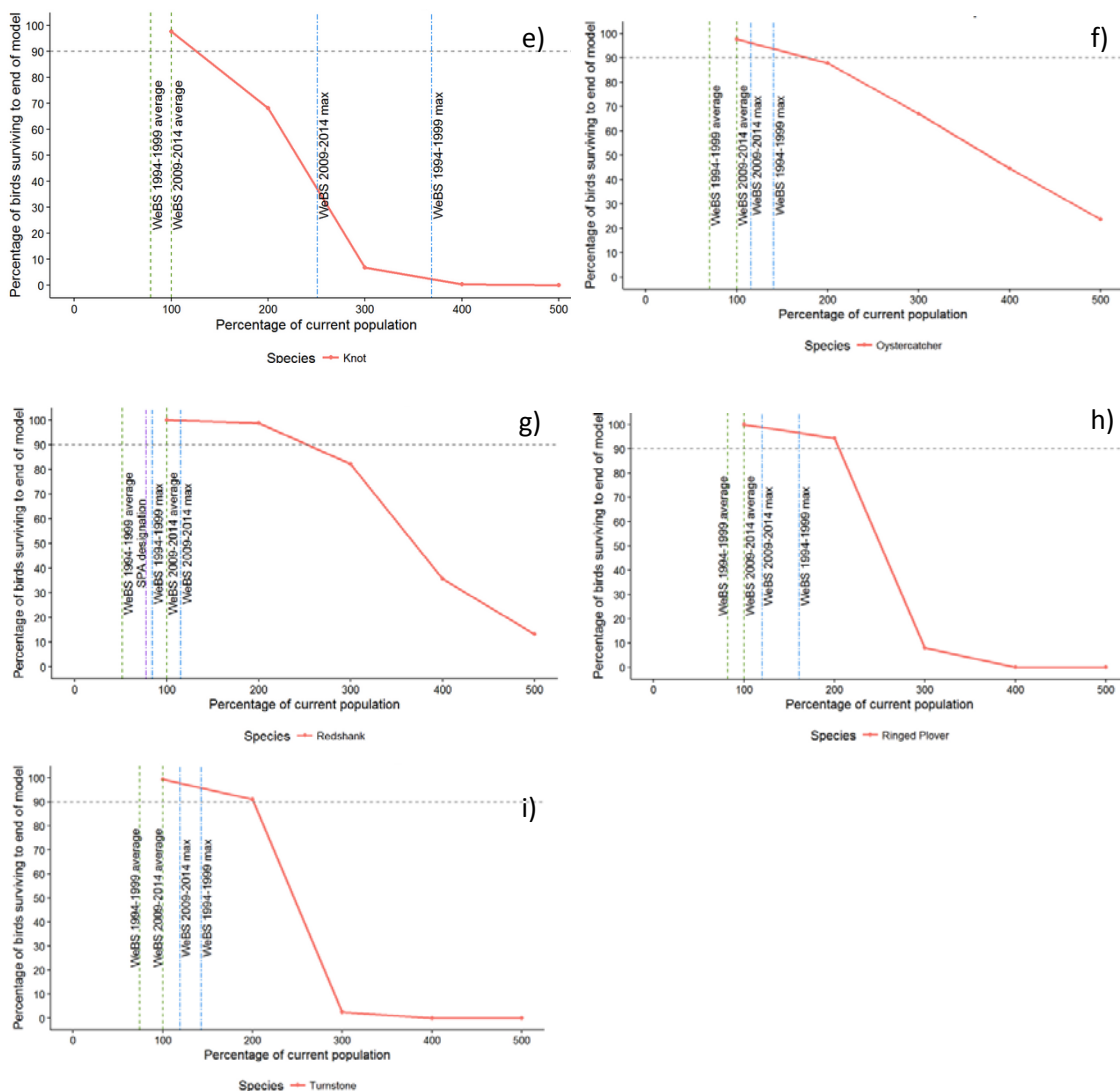 e)
Percentage of birds surviving to end of model
100
90
80
70
60
50
40
30
20
10
0
WeBS 1994-1999 average
WeBS 2009-2014 average
WeBS 2009-2014 max
WeBS 1994-1999 max
0 100 200 300 400 500
Percentage of current population
Species Knot
f)
Percentage of birds surviving to end of model
100
90
80
70
60
50
40
30
20
10
0
WeBS 1994-1999 average
WeBS 2009-2014 average
WeBS 2009-2014 max
WeBS 1994-1999 max
0 100 200 300 400 500
Percentage of current population
Species Oystercatcher
g)
Percentage of birds surviving to end of model
100
90
80
70
60
50
40
30
20
10
0
WeBS 1994-1999 average
SPA designation
WeBS 1994-1999 max
WeBS 2009-2014 average
WeBS 2009-2014 max
0 100 200 300 400 500
Percentage of current population
Species Redshank
h)
Percentage of birds surviving to end of model
100
90
80
70
60
50
40
30
20
10
0
WeBS 1994-1999 average
WeBS 2009-2014 average
WeBS 2009-2014 max
WeBS 1994-1999 max
0 100 200 300 400 500
Percentage of current population
Species Ringed Plover
i)
Percentage of birds surviving to end of model
100
90
80
70
60
50
40
30
20
10
0
WeBS 1994-1999 average
WeBS 2009-2014 average
WeBS 2009-2014 max
WeBS 1994-1999 max
0 100 200 300 400 500
Percentage of current population
Species Turnstone